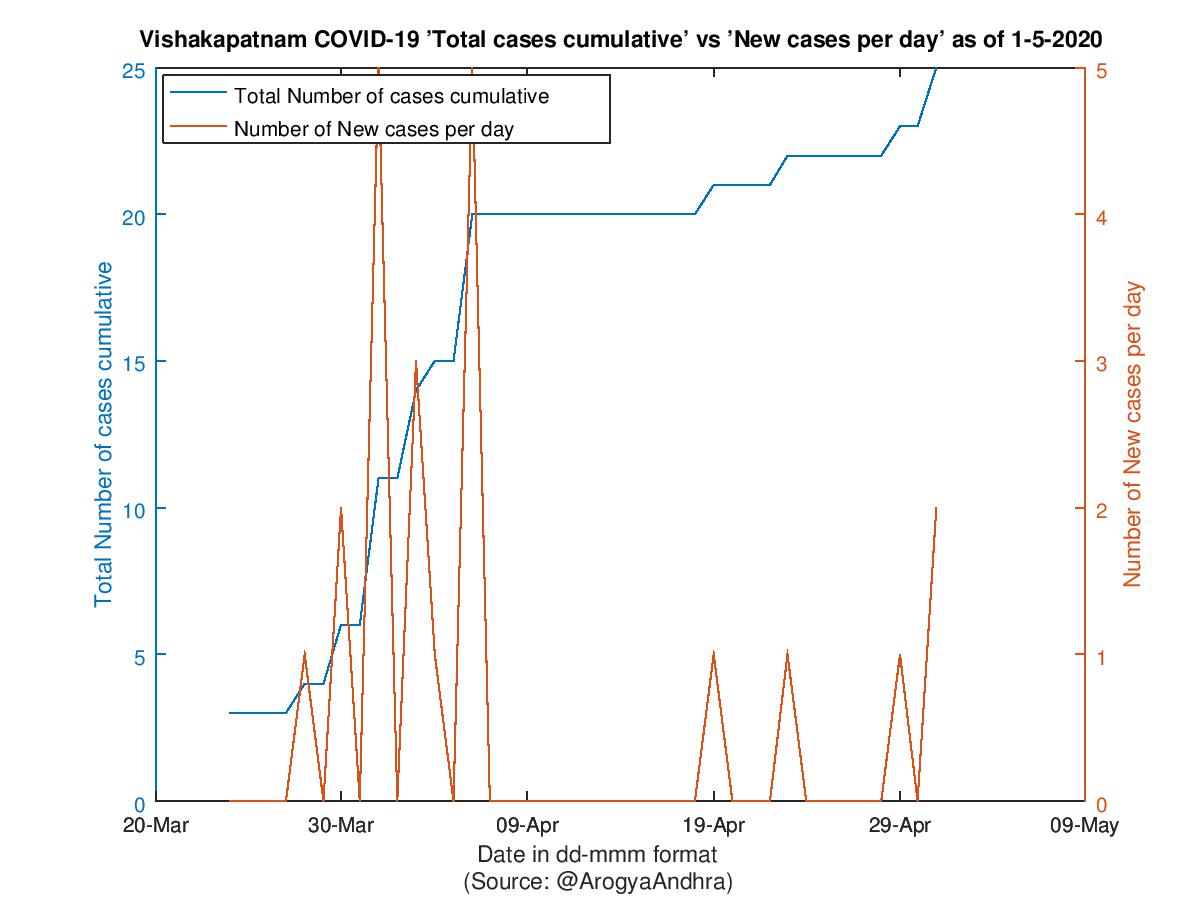 Vishakapatnam COVID-19 ’Total cases cumulative’ vs ’New cases per day’ as of 1-5-2020
Total Number of cases cumulative
Number of New cases per day
25
20
15
10
5
0
Total Number of cases cumulative
5
4
3
2
1
0
Number of New cases per day
20-Mar 30-Mar 09-Apr 19-Apr 29-Apr 09-May
Date in dd-mmm format
(Source: @ArogyaAndhra)